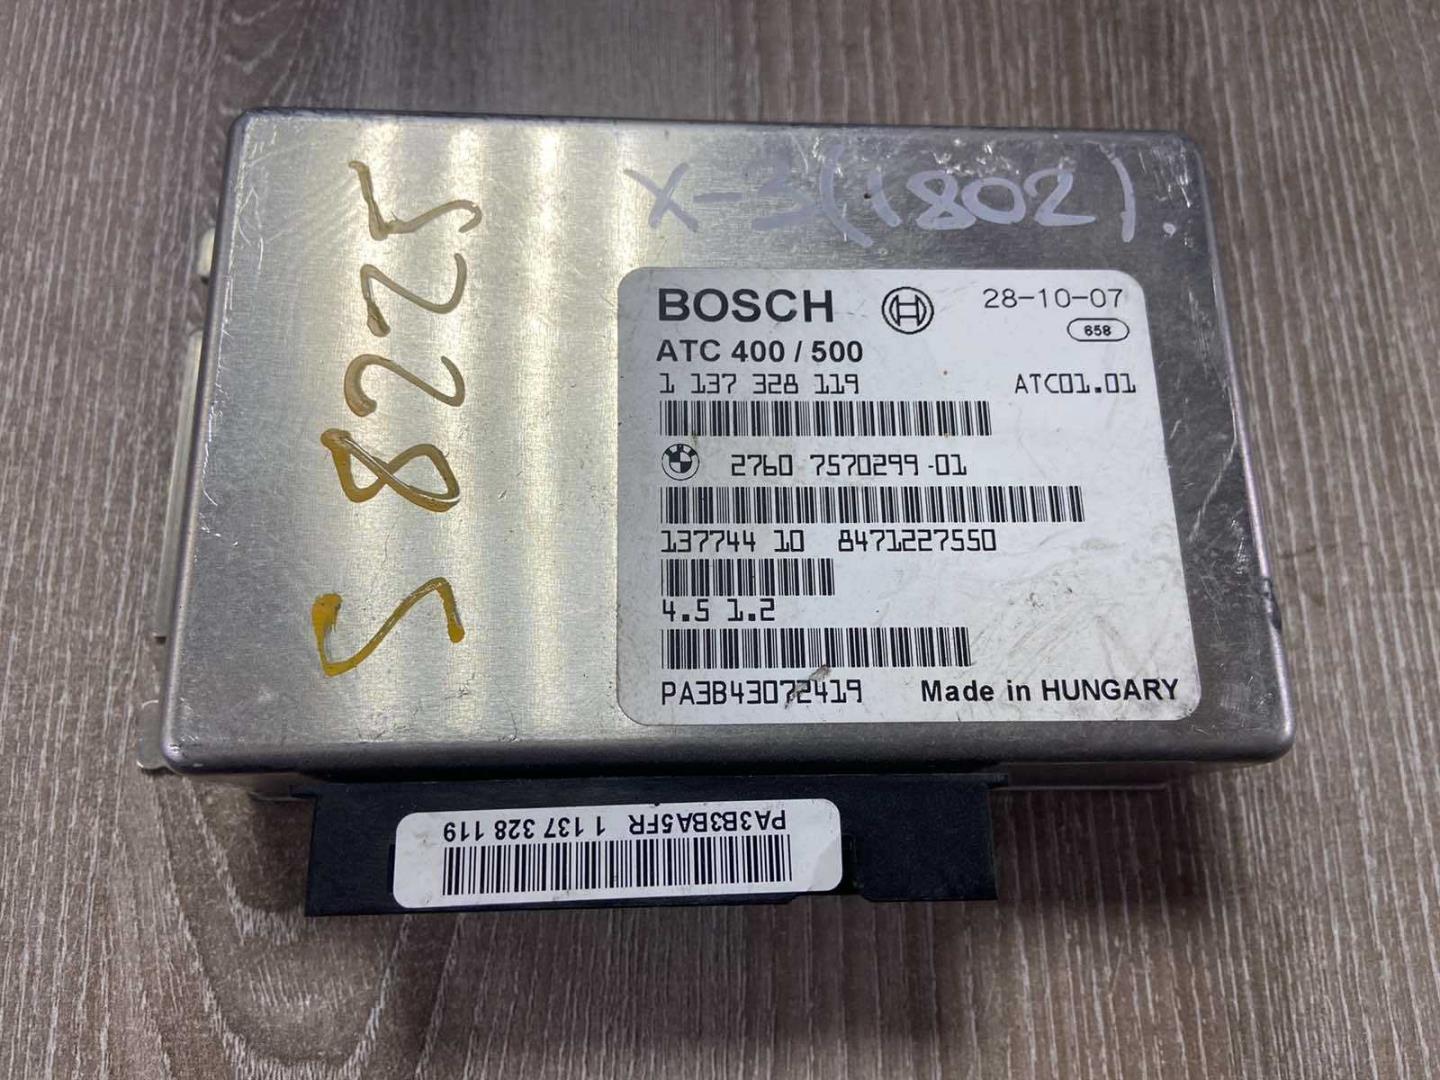 X-3(1802).
S 8225
BOSCH
28-10-07
658
ATC 400 / 500
1 137 328 119 ATC01.01
2760 7570299-01
137744 10 8471227550
4.5 1.2
PA3B43072419 Made in HUNGARY
PA3B3BA5FR 1 137 328 119